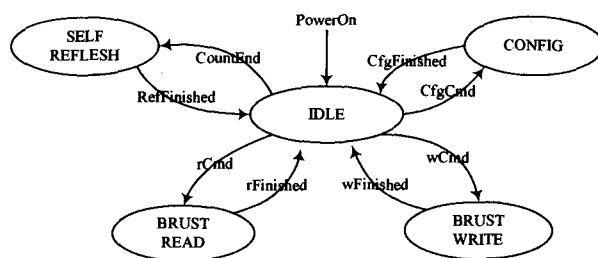 PowerOn
SELF
REFLESH
CONFIG
CountEnd
CfgFinished
RefFinished
CfgCmd
IDLE
rCmd
wCmd
rFinished
wFinished
BRUST
READ
BRUST
WRITE